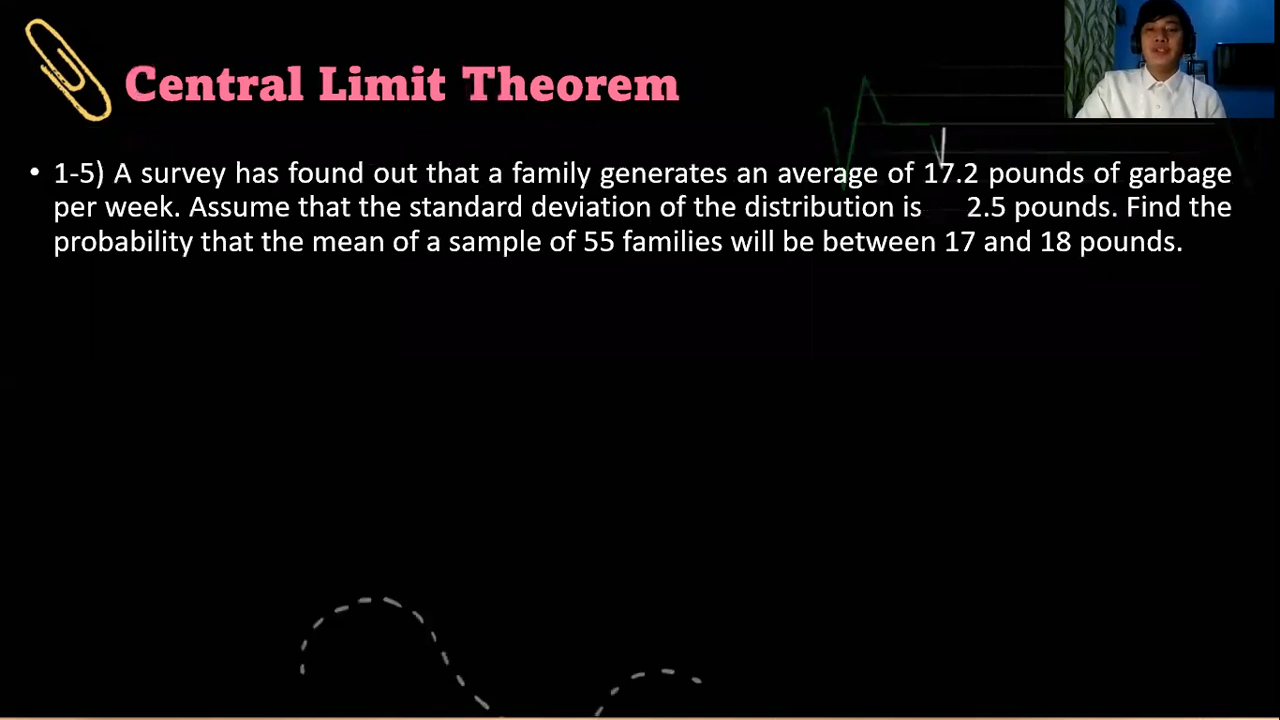 Central Limit Theorem
• 1-5) A survey has found out that a family generates an average of 17.2 pounds of garbage
per week. Assume that the standard deviation of the distribution is 2.5 pounds. Find the
probability that the mean of a sample of 55 families will be between 17 and 18 pounds.